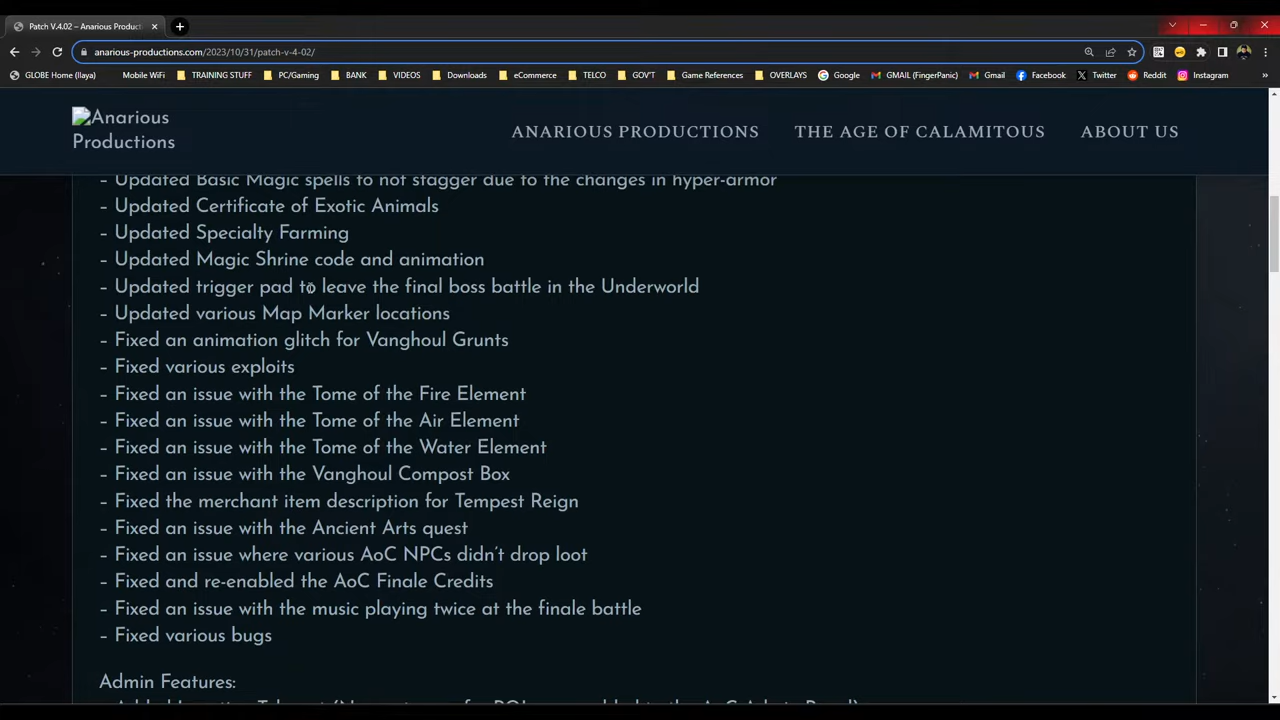 Patch V.4.02 – Anarious Product
anarious-productions.com/2023/10/31/patch-v-4-02/
GLOBE Home (Ilaya) Mobile WiFi TRAINING STUFF PC/Gaming BANK VIDEOS Downloads eCommerce TELCO GOV'T Game References OVERLAYS Google GMAIL (FingerPanic) Gmail Facebook Twitter Reddit Instagram
Anarious
Productions
ANARIOUS PRODUCTIONS THE AGE OF CALAMITOUS ABOUT US
– Updated Basic Magic spells to not stagger due to the changes in hyper-armor
– Updated Certificate of Exotic Animals
– Updated Specialty Farming
– Updated Magic Shrine code and animation
– Updated trigger pad to leave the final boss battle in the Underworld
– Updated various Map Marker locations
– Fixed an animation glitch for Vanghoul Grunts
– Fixed various exploits
– Fixed an issue with the Tome of the Fire Element
– Fixed an issue with the Tome of the Air Element
– Fixed an issue with the Tome of the Water Element
– Fixed an issue with the Vanghoul Compost Box
– Fixed the merchant item description for Tempest Reign
– Fixed an issue with the Ancient Arts quest
– Fixed an issue where various AoC NPCs didn't drop loot
– Fixed and re-enabled the AoC Finale Credits
– Fixed an issue with the music playing twice at the finale battle
– Fixed various bugs
Admin Features: